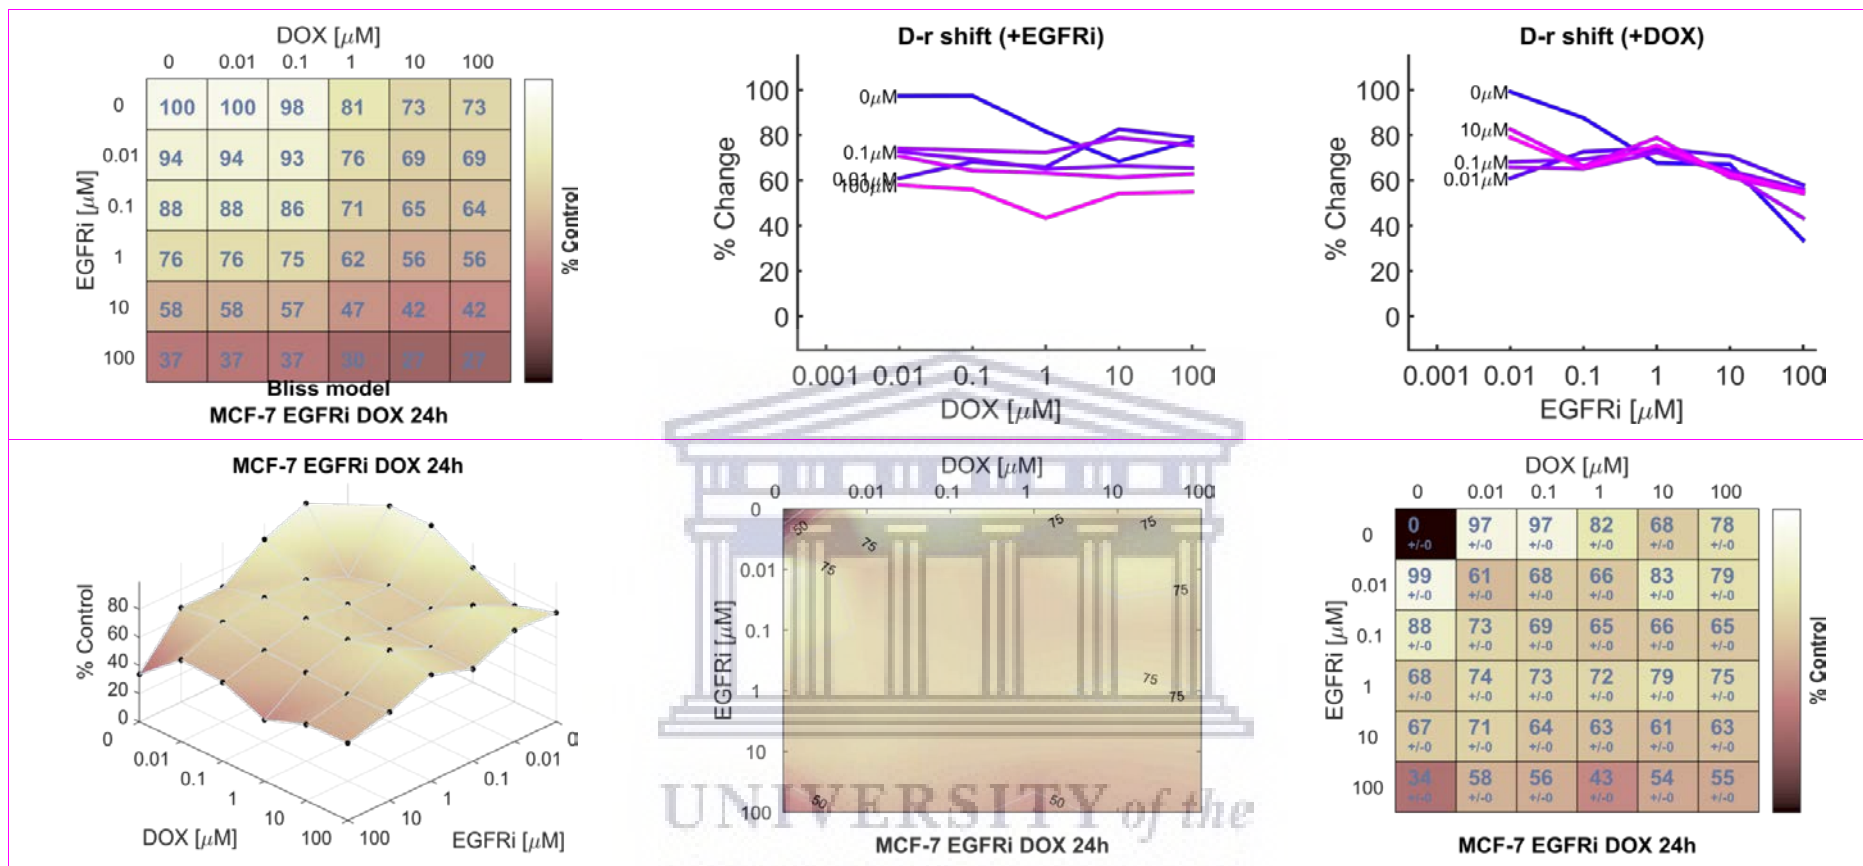 DOX [μM]
0 0.01 0.1 1 10 100
EGFRi [μM]
0 100 100 98 81 73 73
0.01 94 94 93 76 69 69
0.1 88 88 86 71 65 64
1 76 76 75 62 56 56
10 58 58 57 47 42 42
100 37 37 37 30 27 27
% Control
Bliss model
MCF-7 EGFRi DOX 24h
D-r shift (+EGFRi)
% Change
100
80
60
40
20
0
0μM
0.1μM
0.01μM
100μM
0.001 0.01 0.1 1 10 100
DOX [μM]
D-r shift (+DOX)
% Change
100
80
60
40
20
0
0μM
10μM
0.1μM
0.01μM
0.001 0.01 0.1 1 10 100
EGFRi [μM]
MCF-7 EGFRi DOX 24h
% Control
80
60
40
20
0
0 0.01 0.1 1 10 100
DOX [μM]
100 10 1 0.1 0.01 0
EGFRi [μM]
DOX [μM]
0 0.01 0.1 1 10 100
EGFRi [μM]
0
0.01
0.1
1
10
100
50
75
75
75
75
75
75
75
50
50
MCF-7 EGFRi DOX 24h
UNIVERSITY of the
DOX [μM]
0 0.01 0.1 1 10 100
EGFRi [μM]
0 0 97 97 82 68 78
+/-0 +/-0 +/-0 +/-0 +/-0 +/-0
0.01 99 61 68 66 83 79
+/-0 +/-0 +/-0 +/-0 +/-0 +/-0
0.1 88 73 69 65 66 65
+/-0 +/-0 +/-0 +/-0 +/-0 +/-0
1 68 74 73 72 79 75
+/-0 +/-0 +/-0 +/-0 +/-0 +/-0
10 67 71 64 63 61 63
+/-0 +/-0 +/-0 +/-0 +/-0 +/-0
100 34 58 56 43 54 55
+/-0 +/-0 +/-0 +/-0 +/-0 +/-0
% Control
MCF-7 EGFRi DOX 24h